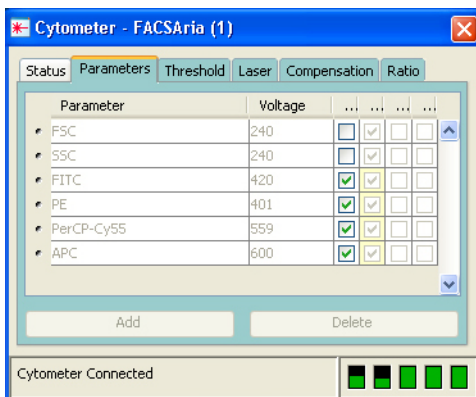 Cytometer - FACSAria (1)
Status Parameters Threshold Laser Compensation Ratio
Parameter Voltage ... ... ... ...
FSC 240
SSC 240
FITC 420
PE 401
PerCP-Cy55 559
APC 600
Add Delete
Cytometer Connected